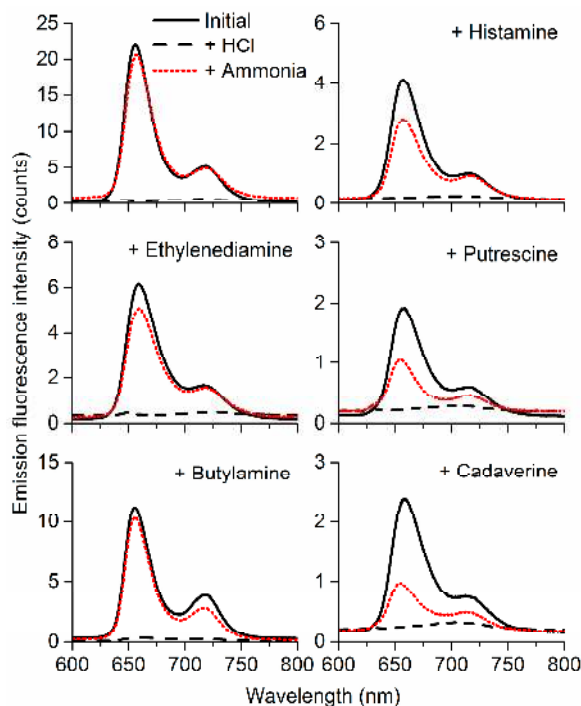 Initial
+ HCl
+ Ammonia
25
20
15
10
5
0
+ Histamine
6
4
2
0
+ Ethylenediamine
8
6
4
2
0
+ Putrescine
3
2
1
0
+ Butylamine
15
10
5
0
600 650 700 750 800
+ Cadaverine
3
2
1
0
600 650 700 750 800
Emission fluorescence intensity (counts)
Wavelength (nm)